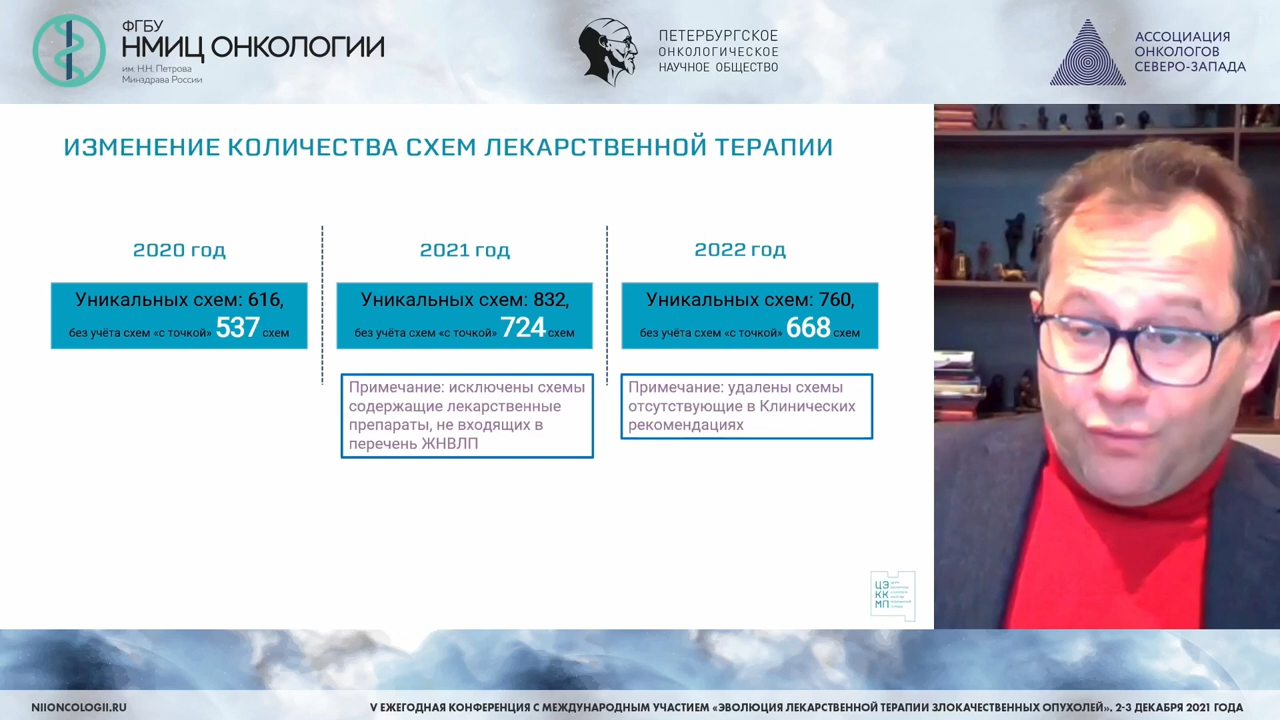 ФГБУ
НМИЦ ОНКОЛОГИИ
им. Н.Н. Петрова
Минздрава России
ПЕТЕРБУРГСКОЕ
ОНКОЛОГИЧЕСКОЕ
НАУЧНОЕ ОБЩЕСТВО
АССОЦИАЦИЯ
ОНКОЛОГОВ
СЕВЕРО-ЗАПАДА
ИЗМЕНЕНИЕ КОЛИЧЕСТВА СХЕМ ЛЕКАРСТВЕННОЙ ТЕРАПИИ
2020 год
Уникальных схем: 616,
без учёта схем «с точкой» 537 схем
2021 год
Уникальных схем: 832,
без учёта схем «с точкой» 724 схем
Примечание: исключены схемы
содержащие лекарственные
препараты, не входящих в
перечень ЖНВЛП
2022 год
Уникальных схем: 760,
без учёта схем «с точкой» 668 схем
Примечание: удалены схемы
отсутствующие в Клинических
рекомендациях
ЦЭ
КК
МП
NIIONCOLOGII.RU
V ЕЖЕГОДНАЯ КОНФЕРЕНЦИЯ С МЕЖДУНАРОДНЫМ УЧАСТИЕМ «ЭВОЛЮЦИЯ ЛЕКАРСТВЕННОЙ ТЕРАПИИ ЗЛОКАЧЕСТВЕННЫХ ОПУХОЛЕЙ». 2-3 ДЕКАБРЯ 2021 ГОДА